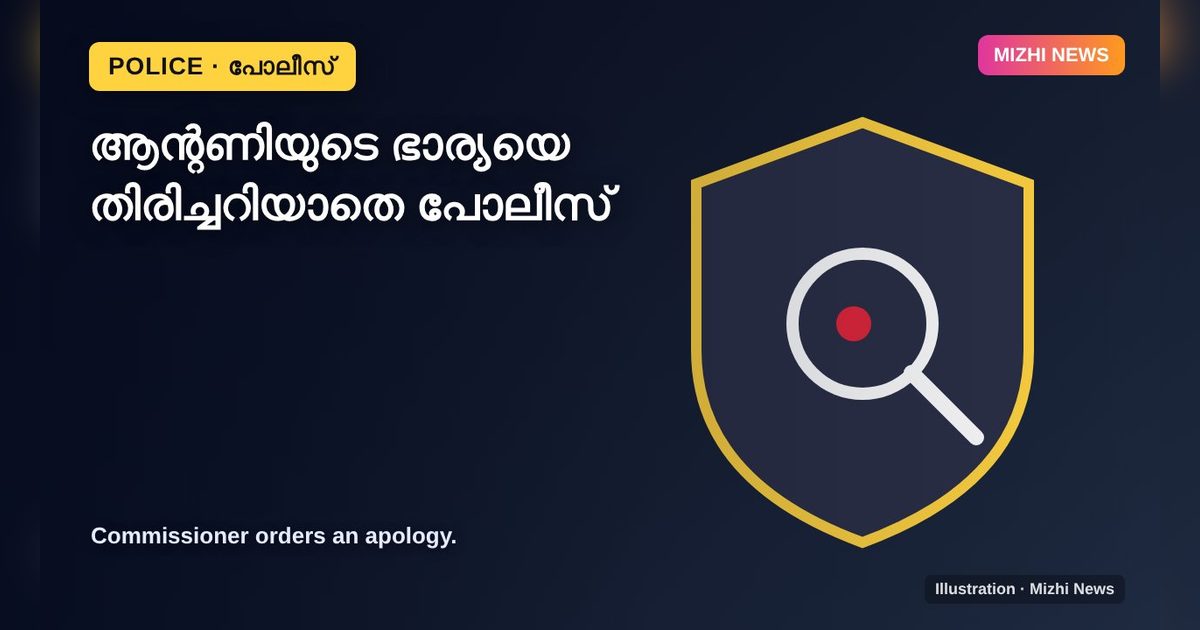 POLICE · പോലീസ്
MIZHI NEWS
ആന്റണിയുടെ ഭാര്യയെ
തിരിച്ചറിയാതെ പോലീസ്
Commissioner orders an apology.
Illustration · Mizhi News